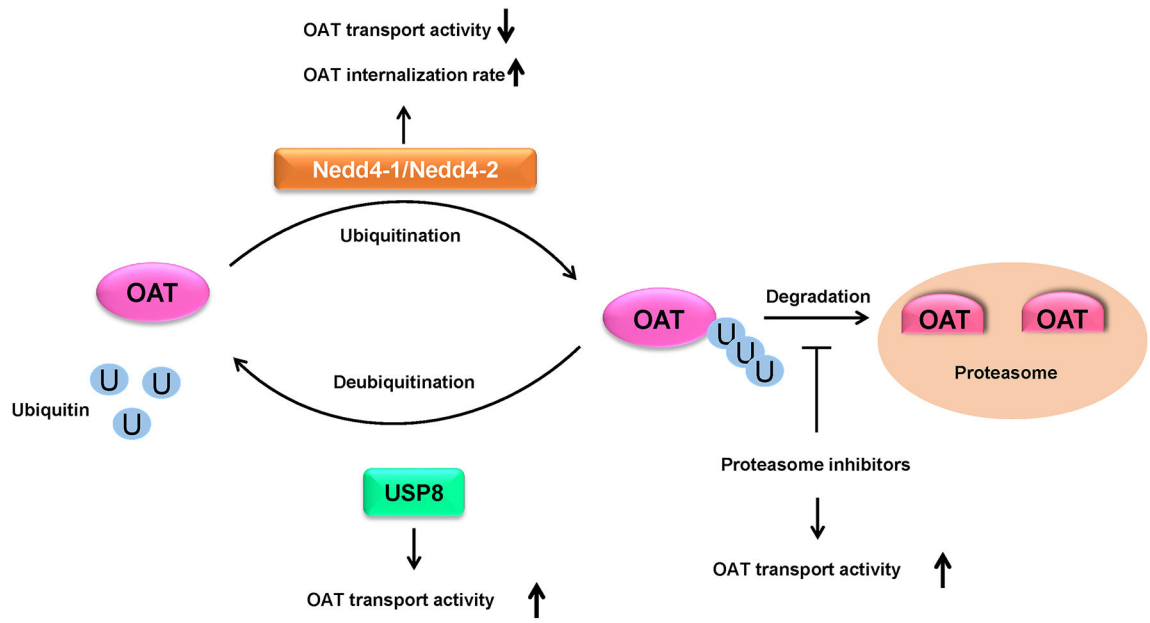 OAT transport activity
OAT internalization rate
Nedd4-1/Nedd4-2
Ubiquitination
OAT
OAT
U
U
U
Degradation
OAT
OAT
Proteasome
Deubiquitination
U
U
U
Ubiquitin
USP8
OAT transport activity
Proteasome inhibitors
OAT transport activity